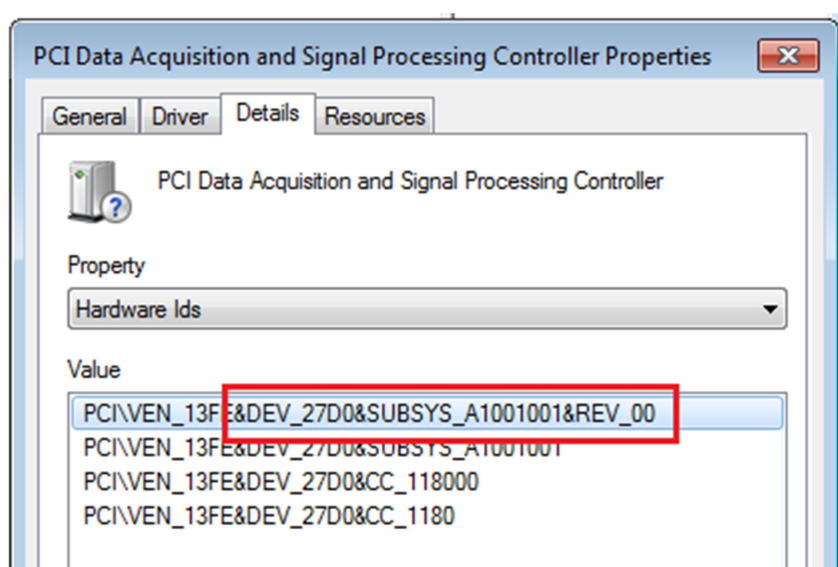 PCI Data Acquisition and Signal Processing Controller Properties
General Driver Details Resources
PCI Data Acquisition and Signal Processing Controller
Property
Hardware Ids
Value
PCI\VEN_13FE&DEV_27D0&SUBSYS_A1001001&REV_00
PCI\VEN_13FE&DEV_27D0&SUBSYS_A1001001
PCI\VEN_13FE&DEV_27D0&CC_118000
PCI\VEN_13FE&DEV_27D0&CC_1180